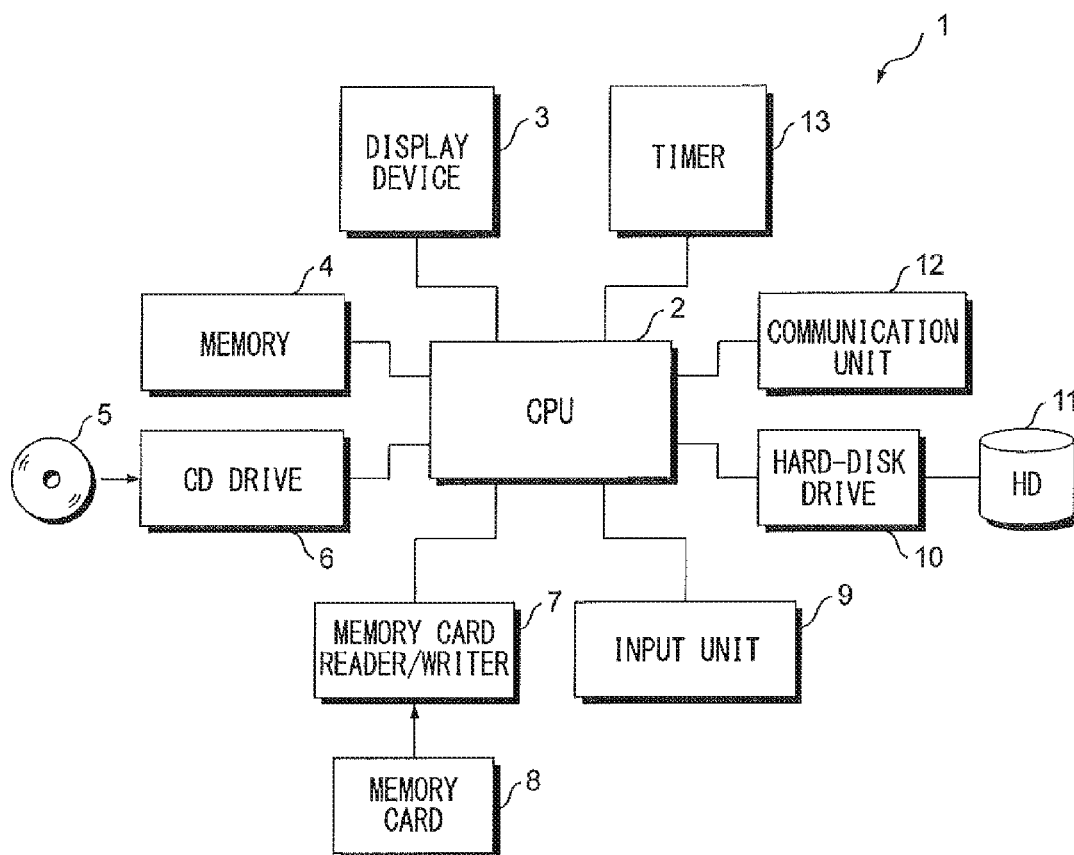 1
3
DISPLAY
DEVICE
13
TIMER
4
MEMORY
2
CPU
12
COMMUNICATION
UNIT
5
CD DRIVE
6
HARD-DISK
DRIVE
10
11
HD
7
MEMORY CARD
READER/WRITER
9
INPUT UNIT
8
MEMORY
CARD